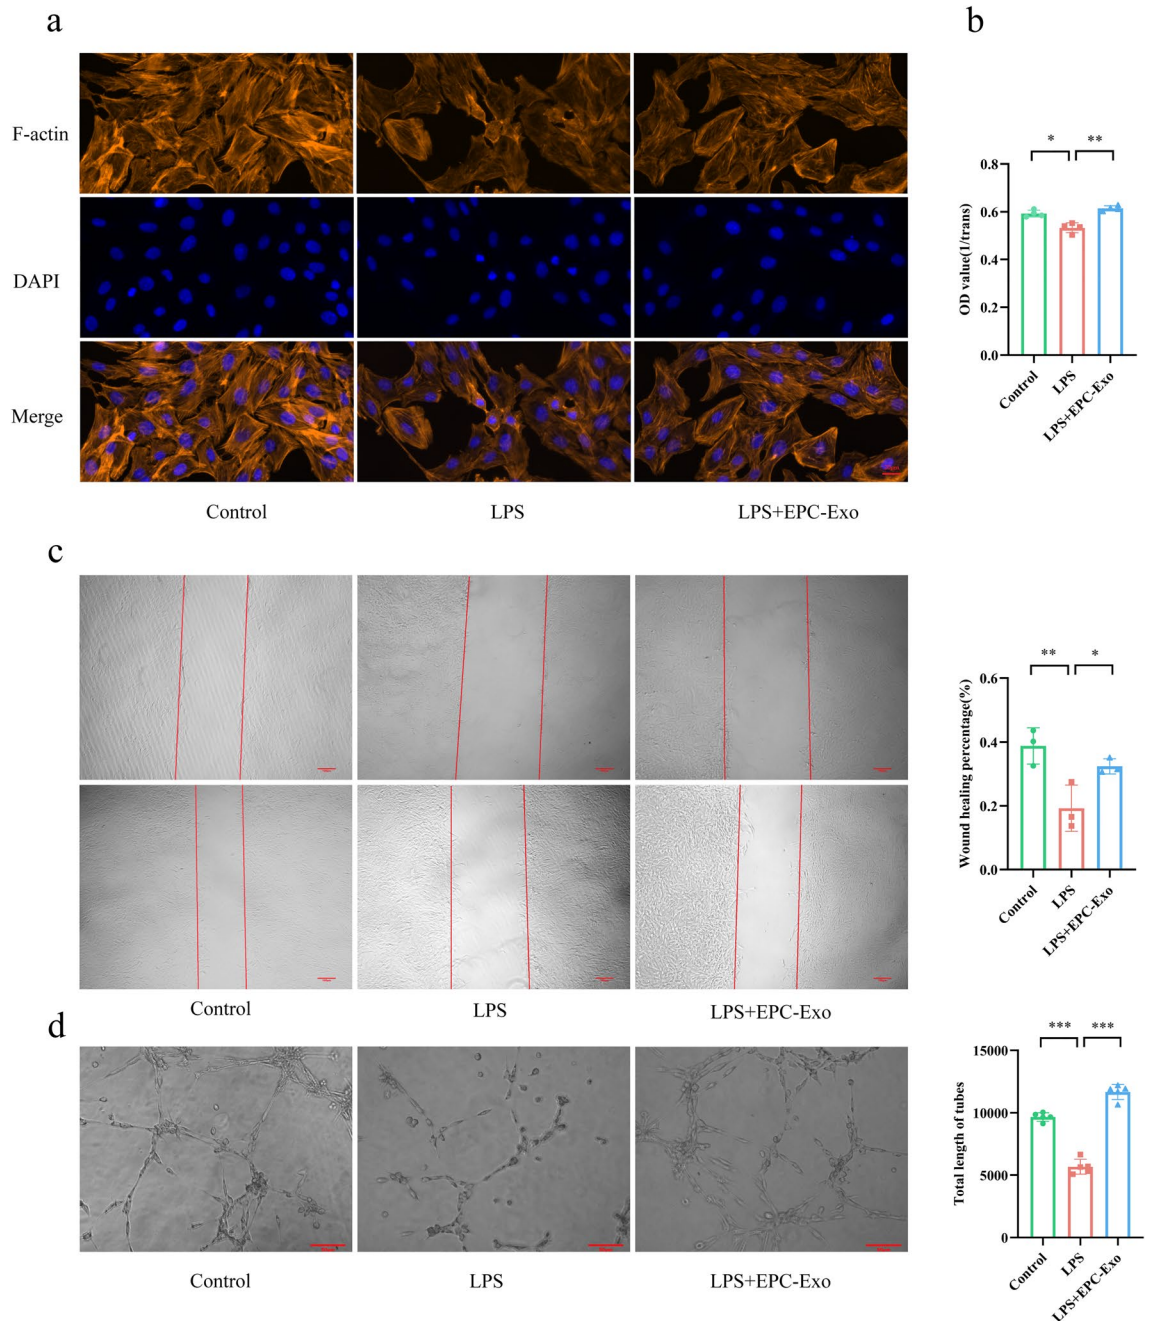 a
b
F-actin
DAPI
Merge
Control
LPS
LPS+EPC-Exo
* **
OD value(1/trans)
0.8
0.6
0.4
0.2
0.0
Control
LPS
LPS+EPC-Exo
c
Control
LPS
LPS+EPC-Exo
** *
Wound healing percentage(%)
0.6
0.4
0.2
0.0
Control
LPS
LPS+EPC-Exo
d
Control
LPS
LPS+EPC-Exo
*** ***
Total length of tubes
15000
10000
5000
0
Control
LPS
LPS+EPC-Exo